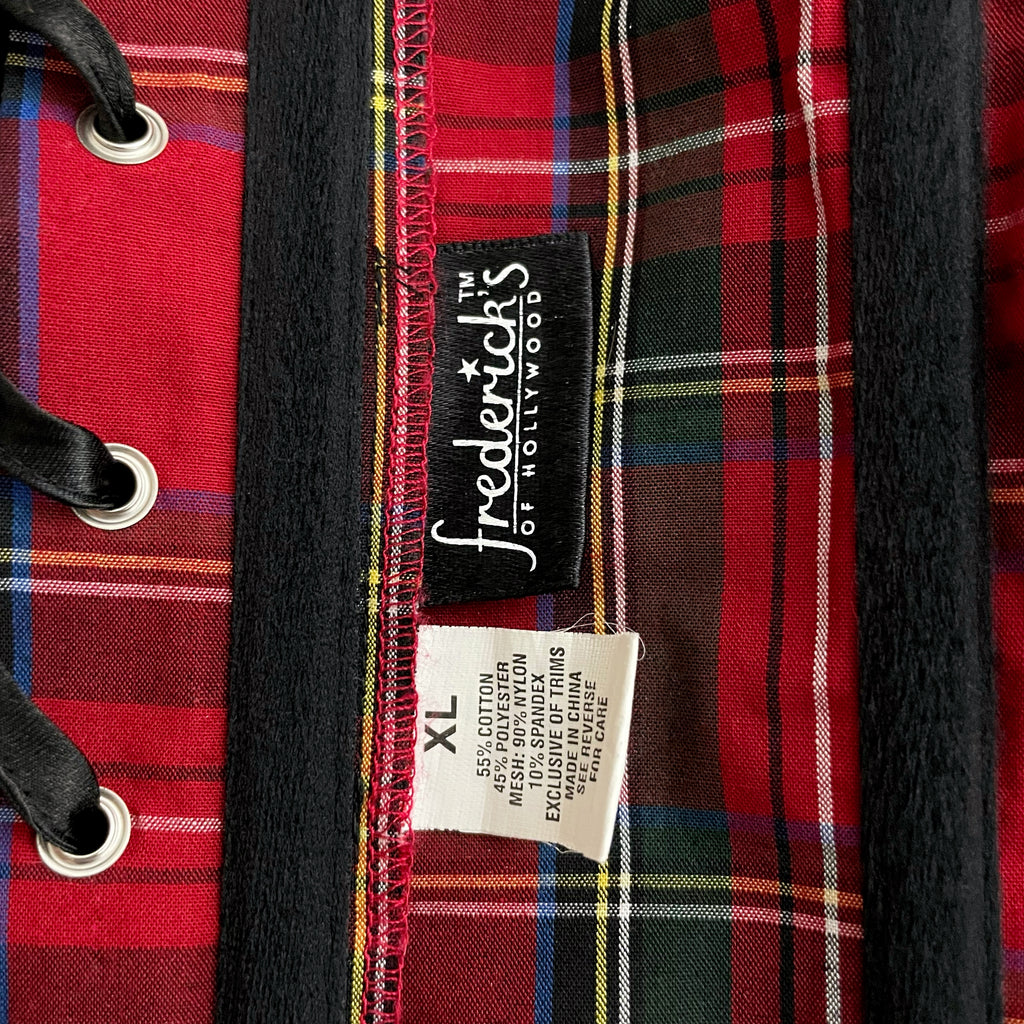 frederick's™
OF HOLLYWOOD
XL
55% COTTON
45% POLYESTER
MESH: 90% NYLON
10% SPANDEX
EXCLUSIVE OF TRIMS
MADE IN CHINA
SEE REVERSE
FOR CARE